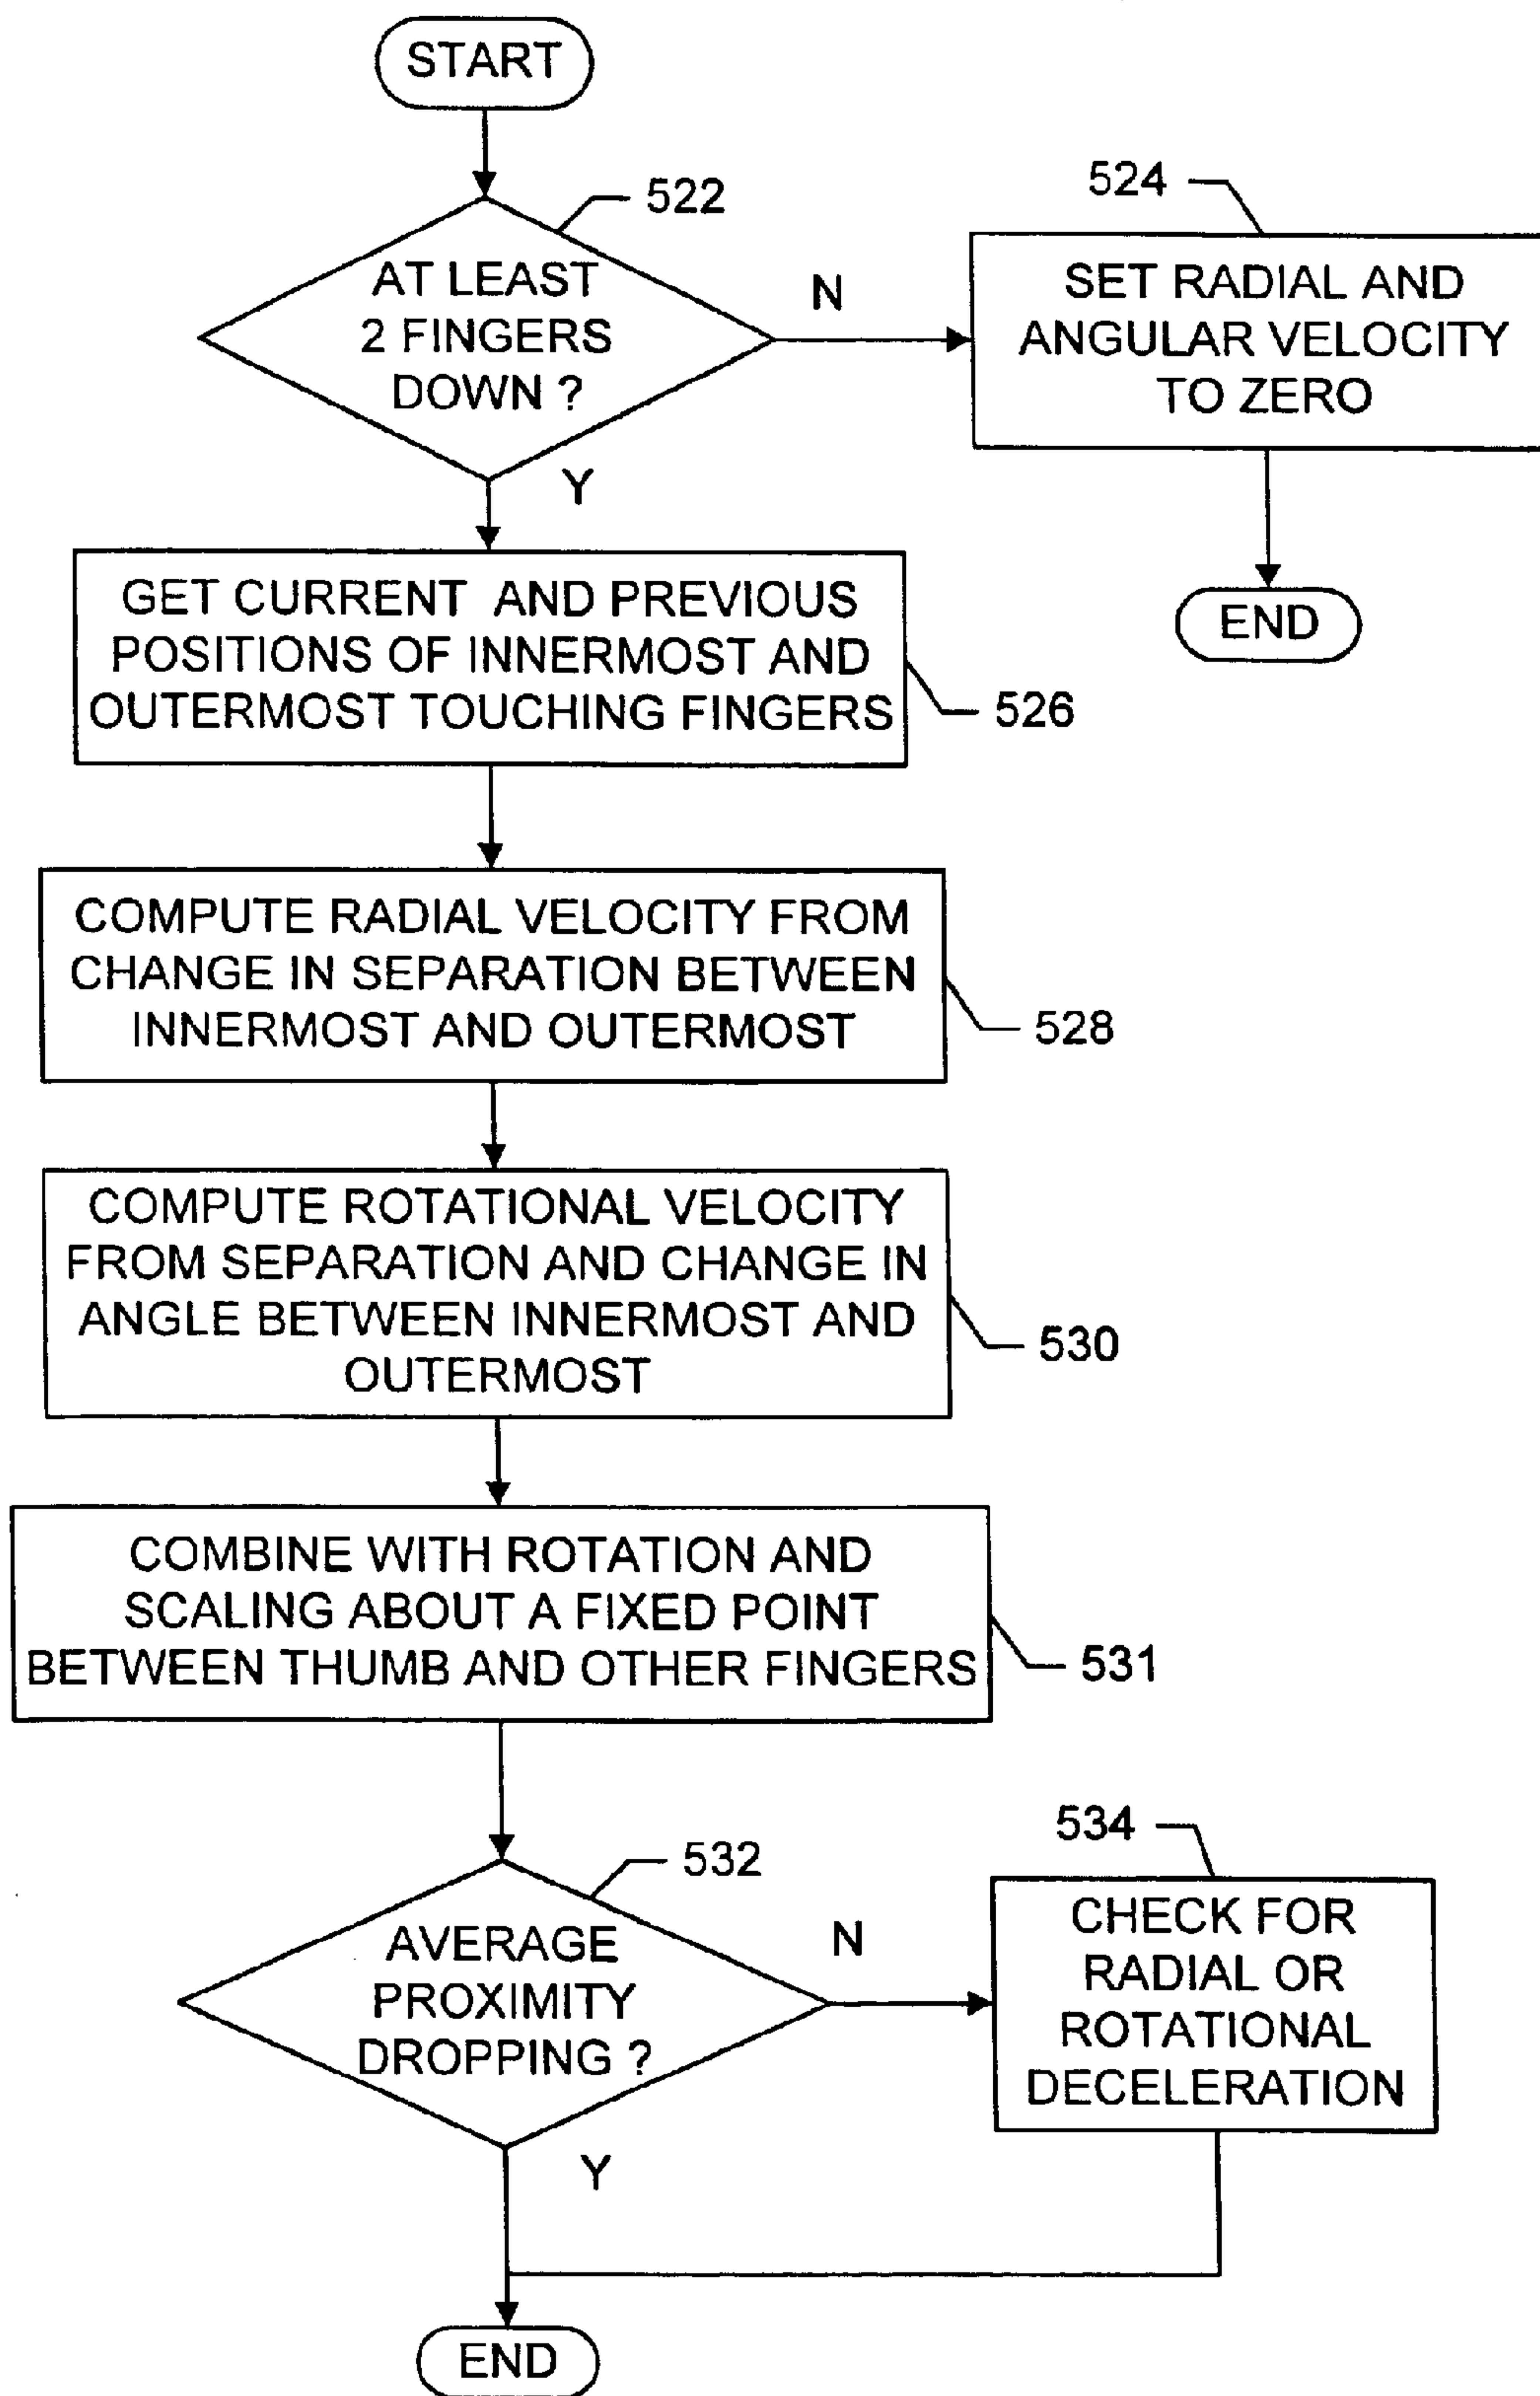 START
522
AT LEAST
2 FINGERS
DOWN ?
N
Y
524
SET RADIAL AND
ANGULAR VELOCITY
TO ZERO
END
GET CURRENT AND PREVIOUS
POSITIONS OF INNERMOST AND
OUTERMOST TOUCHING FINGERS
526
COMPUTE RADIAL VELOCITY FROM
CHANGE IN SEPARATION BETWEEN
INNERMOST AND OUTERMOST
528
COMPUTE ROTATIONAL VELOCITY
FROM SEPARATION AND CHANGE IN
ANGLE BETWEEN INNERMOST AND
OUTERMOST
530
COMBINE WITH ROTATION AND
SCALING ABOUT A FIXED POINT
BETWEEN THUMB AND OTHER FINGERS
531
532
AVERAGE
PROXIMITY
DROPPING ?
N
Y
534
CHECK FOR
RADIAL OR
ROTATIONAL
DECELERATION
END